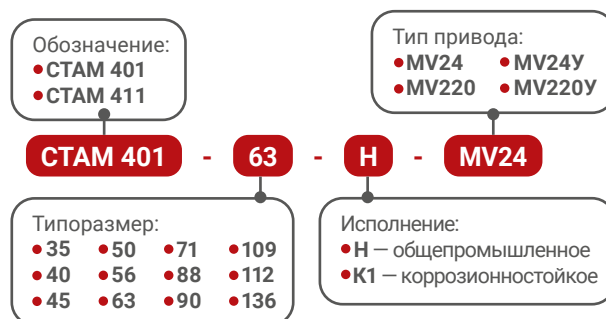 Обозначение:
• СТАМ 401
• СТАМ 411
Тип привода:
• MV24 • MV24У
• MV220 • MV220У
СТАМ 401 - 63 - Н - MV24
Типоразмер:
• 35 • 50 • 71 • 109
• 40 • 56 • 88 • 112
• 45 • 63 • 90 • 136
Исполнение:
• Н — общепромышленное
• К1 — коррозионностойкое